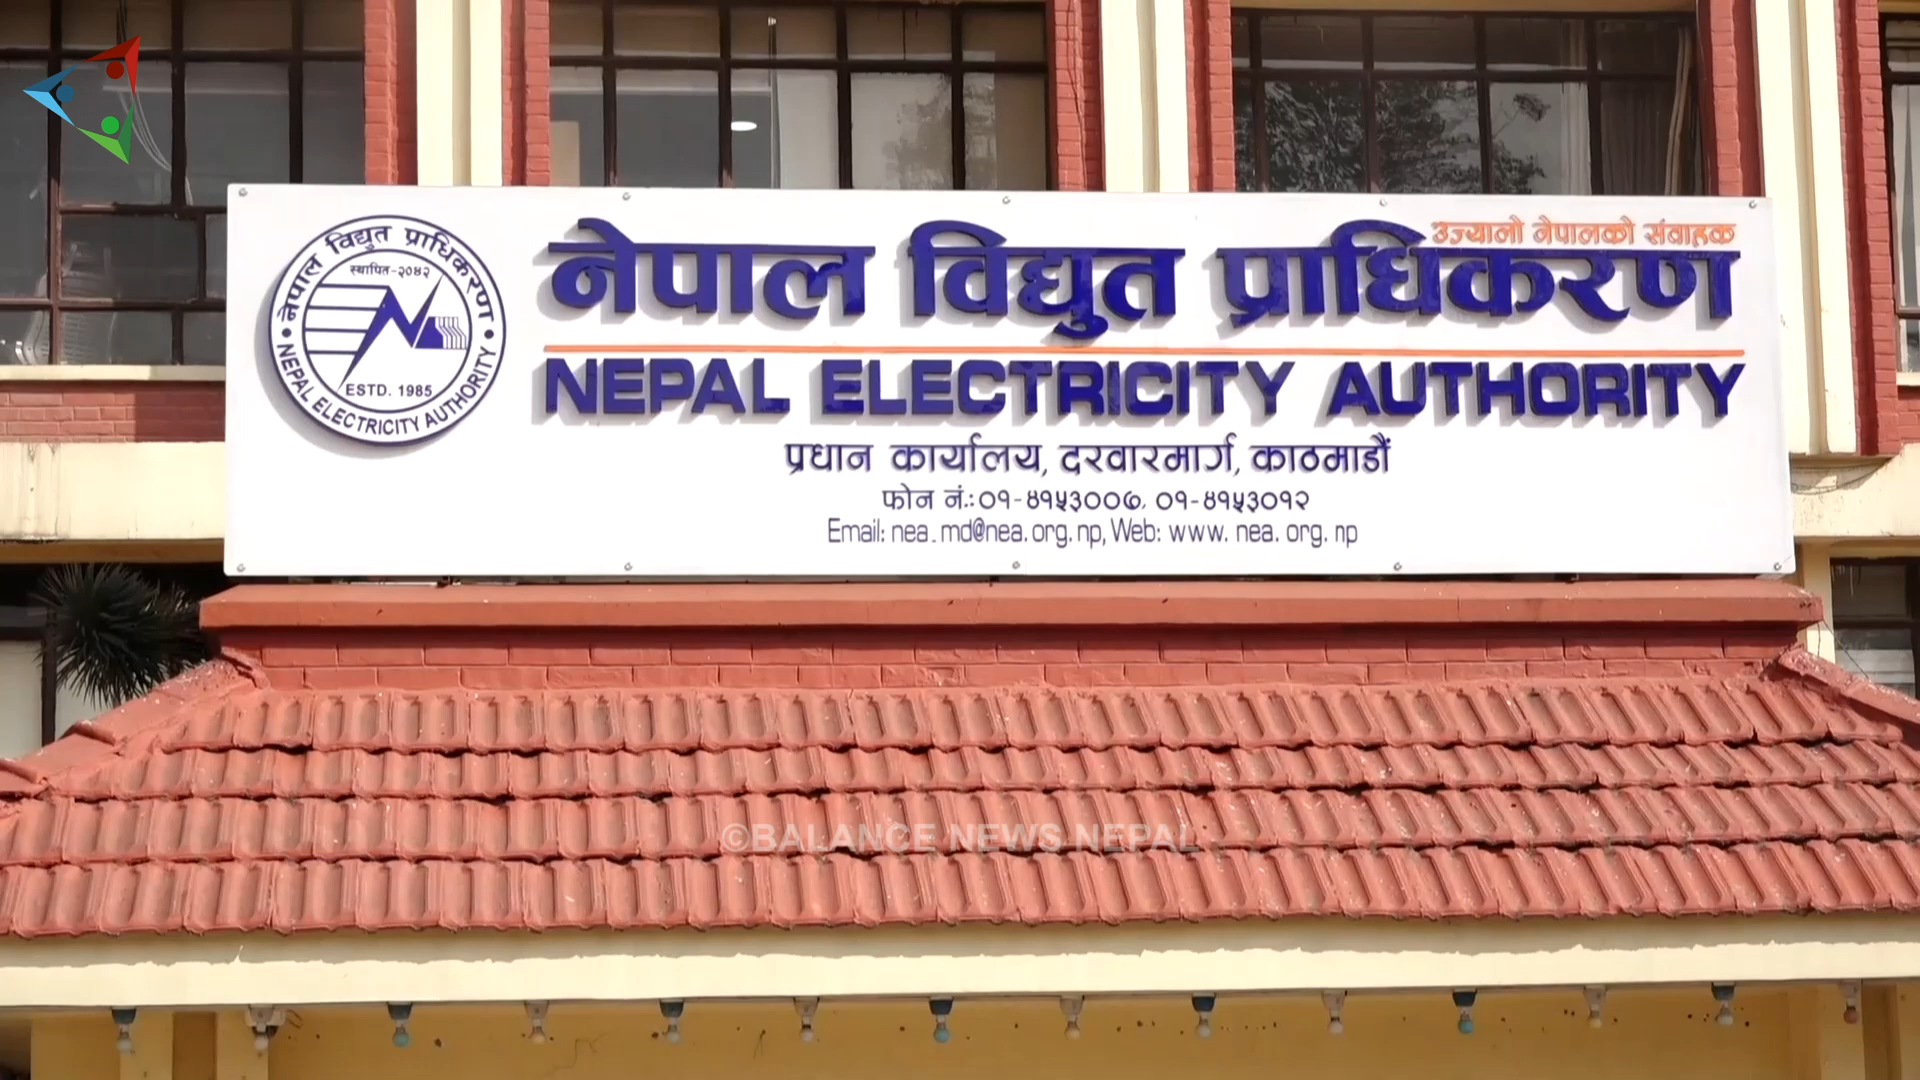 उज्यालो नेपालको संवाहक
नेपाल विद्युत प्राधिकरण
NEPAL ELECTRICITY AUTHORITY
प्रधान कार्यालय, दरवारमार्ग, काठमाडौं
फोन नं.:०१-४१५३००७, ०१-४१५३०१२
Email: nea.md@nea.org.np, Web: www.nea.org.np
नेपाल विद्युत प्राधिकरण
स्थापित-२०४२
ESTD. 1985
NEPAL ELECTRICITY AUTHORITY
©BALANCE NEWS NEPAL